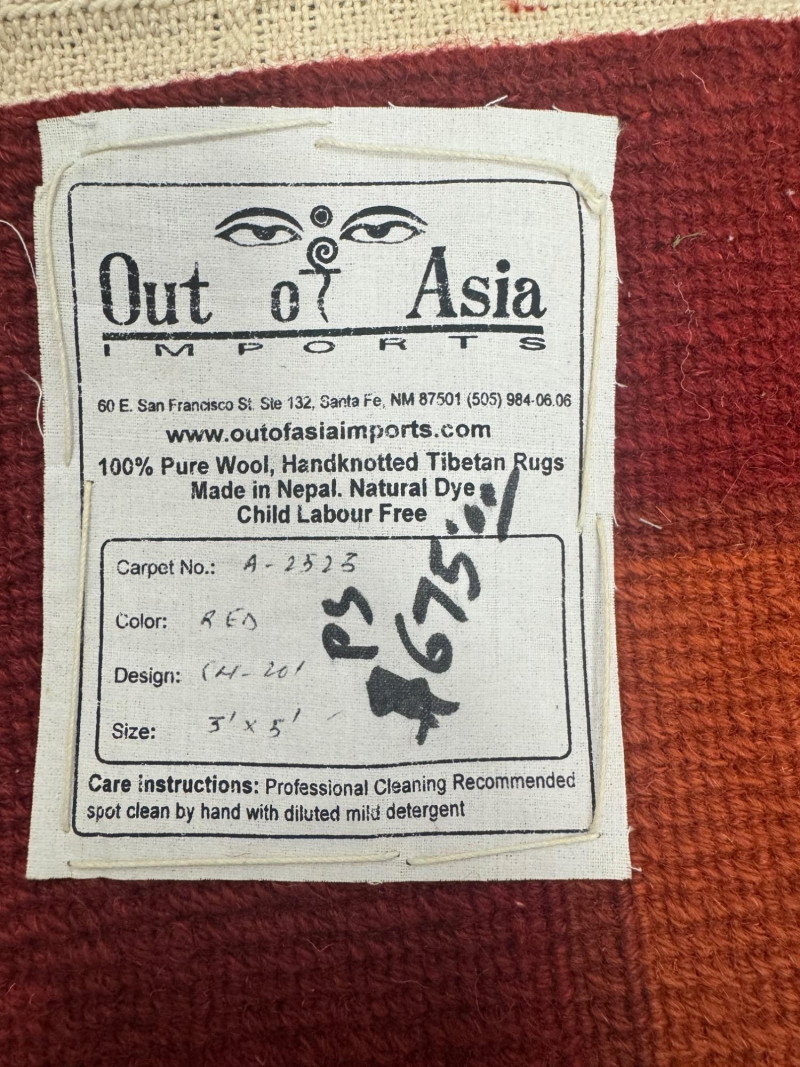 Out of Asia
IMPORTS
60 E. San Francisco St. Ste 132, Santa Fe, NM 87501 (505) 984-06.06
www.outofasiaimports.com
100% Pure Wool, Handknotted Tibetan Rugs
Made in Nepal. Natural Dye.
Child Labour Free
Carpet No.: A-2525
Color: RED
Design: CH-201
Size: 3' x 5'
PS
$675.00/
Care instructions: Professional Cleaning Recommended
spot clean by hand with diluted mild detergent